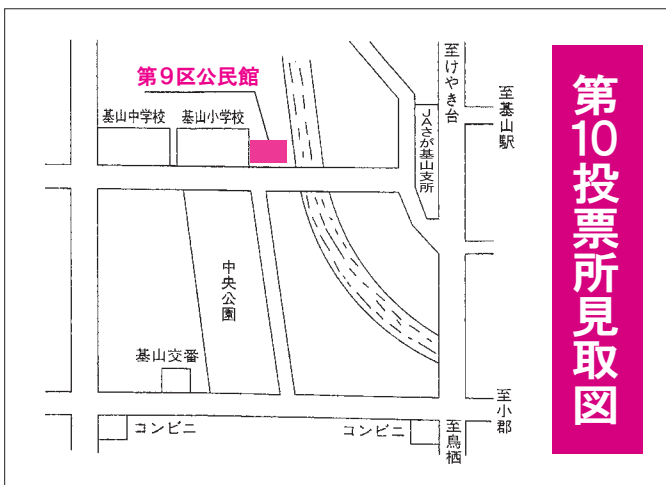 第10投票所見取図
第9区公民館
基山中学校
基山小学校
至けやき台
至基山駅
JAさが基山支所
中央公園
基山交番
コンビニ
コンビニ
至鳥栖
至小郡